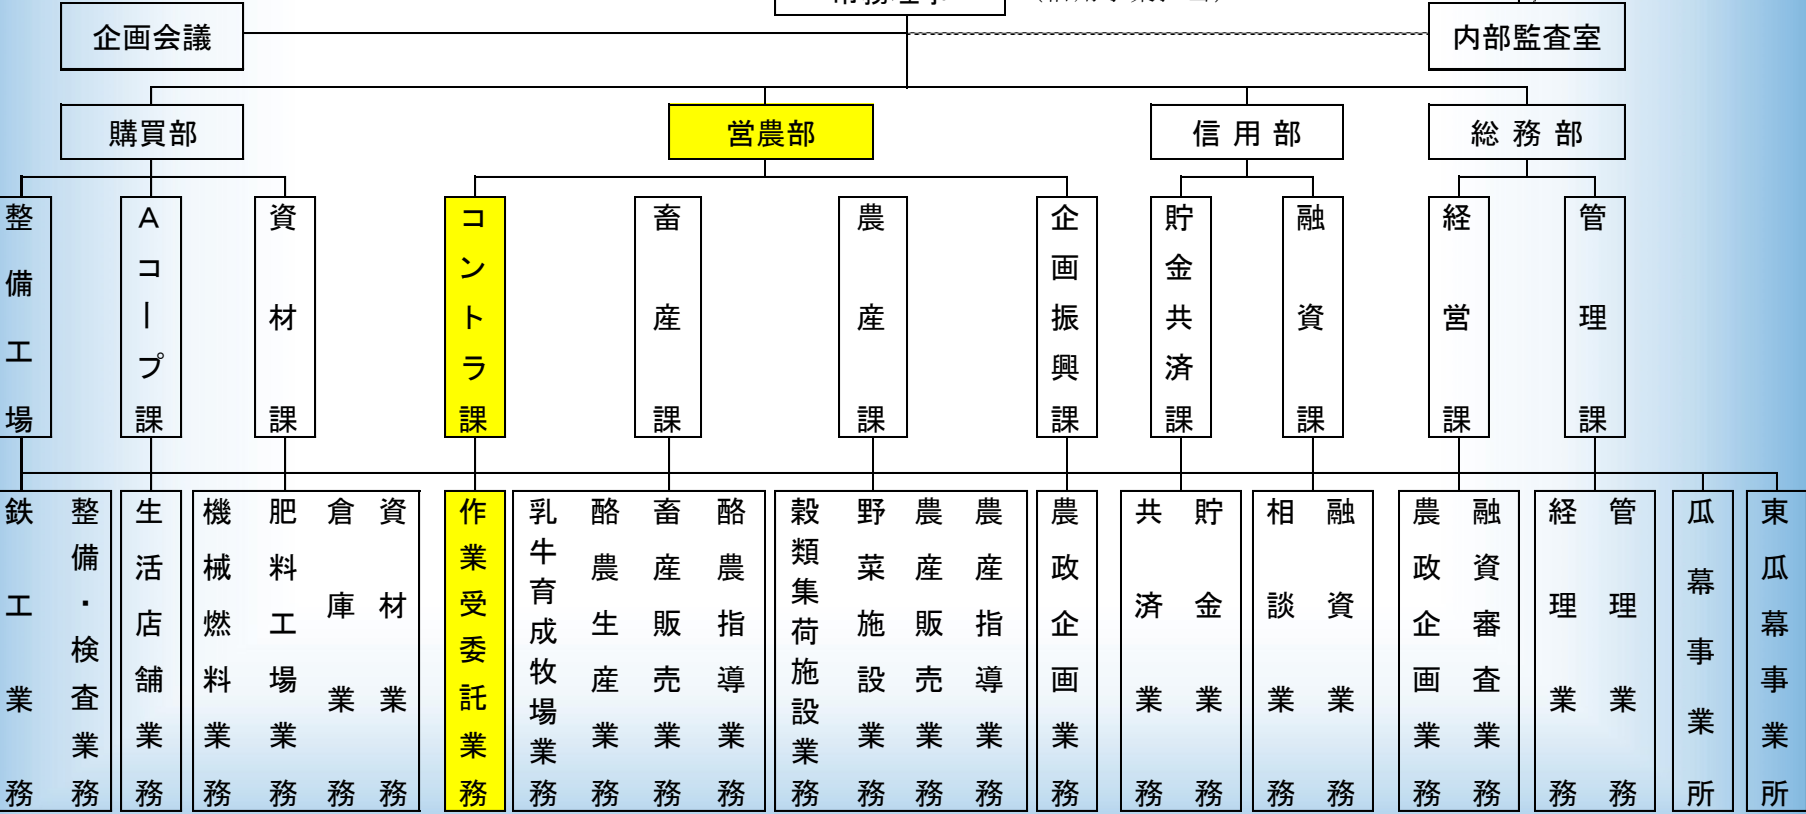 企画会議
内部監査室
購買部
営農部
信用部
総務部
整備工場
Aコープ課
資材課
コントラ課
畜産課
農産課
企画振興課
貯金共済課
融資課
経営課
管理課
鉄工業務
整備・検査業務
生活店舗業務
機械燃料業務
肥料工場業務
倉庫業務
資材業務
作業受委託業務
乳牛育成牧場業務
酪農生産業務
畜産販売業務
酪農指導業務
穀類集荷施設業務
野菜施設業務
農産販売業務
農産指導業務
農政企画業務
共済業務
貯金業務
相談業務
融資業務
農政企画業務
融資審査業務
経理業務
管理業務
瓜幕事業所
東瓜幕事業所